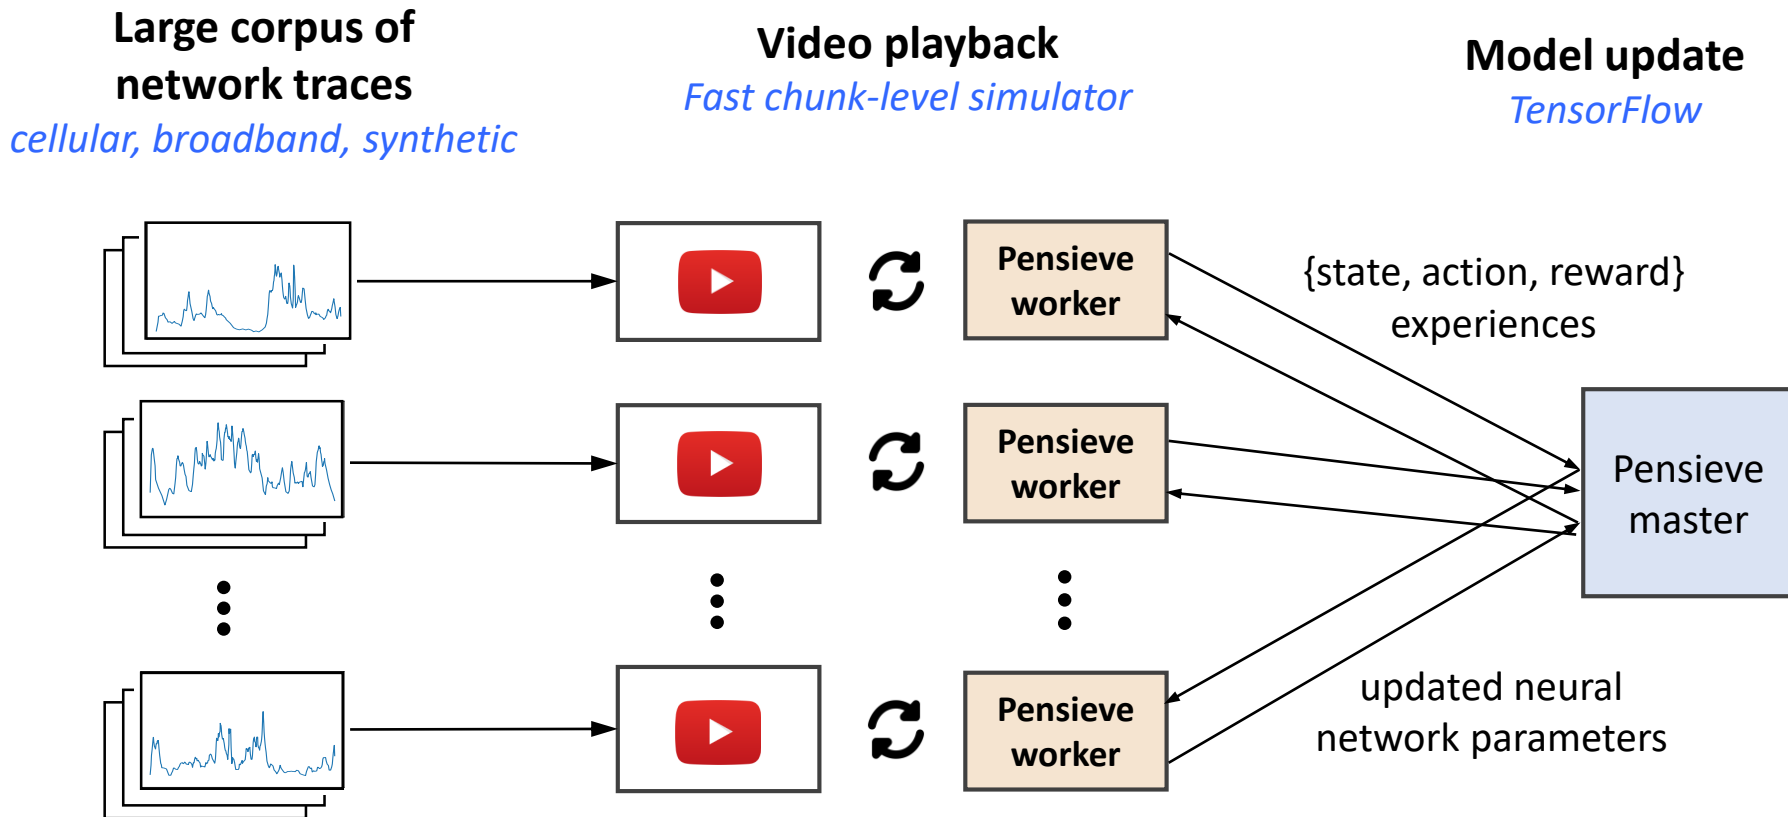 Large corpus of
network traces
cellular, broadband, synthetic
Video playback
Fast chunk-level simulator
Model update
TensorFlow
Pensieve
worker
{state, action, reward}
experiences
Pensieve
worker
Pensieve
master
Pensieve
worker
updated neural
network parameters